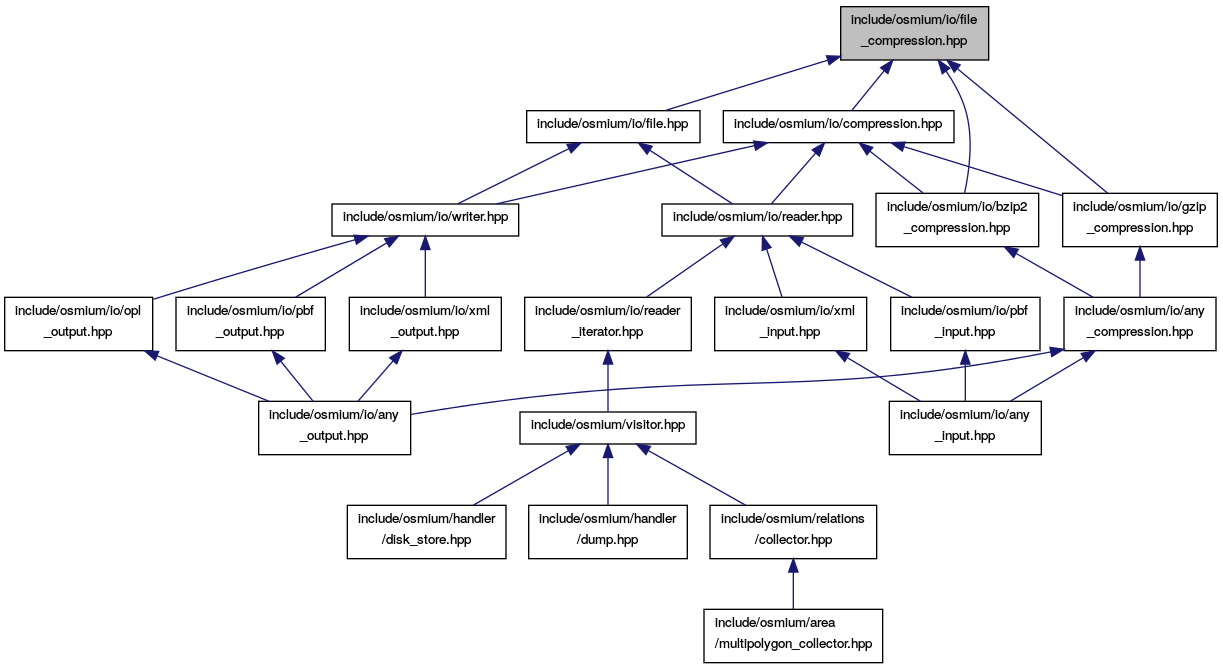 include/osmium/io/file
_compression.hpp
include/osmium/io/file.hpp
include/osmium/io/compression.hpp
include/osmium/io/writer.hpp
include/osmium/io/reader.hpp
include/osmium/io/bzip2
_compression.hpp
include/osmium/io/gzip
_compression.hpp
include/osmium/io/opl
_output.hpp
include/osmium/io/pbf
_output.hpp
include/osmium/io/xml
_output.hpp
include/osmium/io/reader
_iterator.hpp
include/osmium/io/xml
_input.hpp
include/osmium/io/pbf
_input.hpp
include/osmium/io/any
_compression.hpp
include/osmium/io/any
_output.hpp
include/osmium/visitor.hpp
include/osmium/io/any
_input.hpp
include/osmium/handler
/disk_store.hpp
include/osmium/handler
/dump.hpp
include/osmium/relations
/collector.hpp
include/osmium/area
/multipolygon_collector.hpp